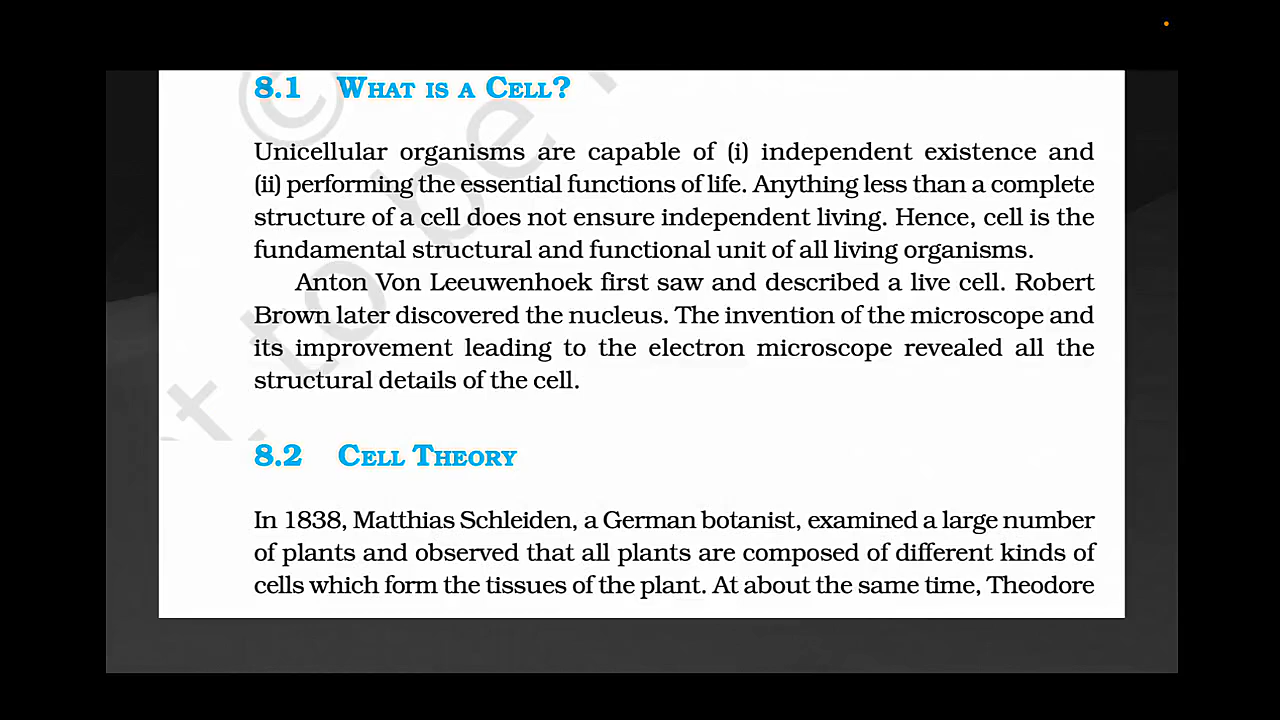 8.1 WHAT IS A CELL?
Unicellular organisms are capable of (i) independent existence and
(ii) performing the essential functions of life. Anything less than a complete
structure of a cell does not ensure independent living. Hence, cell is the
fundamental structural and functional unit of all living organisms.
Anton Von Leeuwenhoek first saw and described a live cell. Robert
Brown later discovered the nucleus. The invention of the microscope and
its improvement leading to the electron microscope revealed all the
structural details of the cell.
8.2 CELL THEORY
In 1838, Matthias Schleiden, a German botanist, examined a large number
of plants and observed that all plants are composed of different kinds of
cells which form the tissues of the plant. At about the same time, Theodore